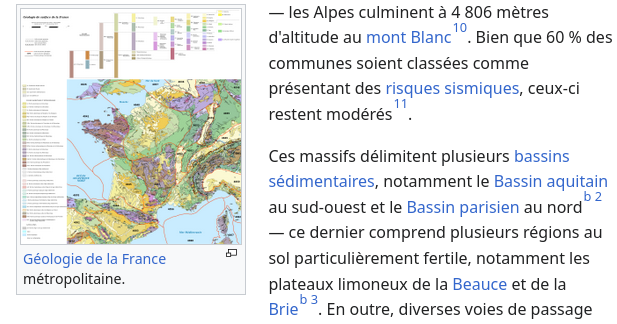 Géologie de la France
métropolitaine.
— les Alpes culminent à 4 806 mètres
d'altitude au mont Blanc10. Bien que 60 % des
communes soient classées comme
présentant des risques sismiques, ceux-ci
restent modérés11.
Ces massifs délimitent plusieurs bassins
sédimentaires, notamment le Bassin aquitain
au sud-ouest et le Bassin parisien au nordb 2
— ce dernier comprend plusieurs régions au
sol particulièrement fertile, notamment les
plateaux limoneux de la Beauce et de la
Brieb 3. En outre, diverses voies de passage